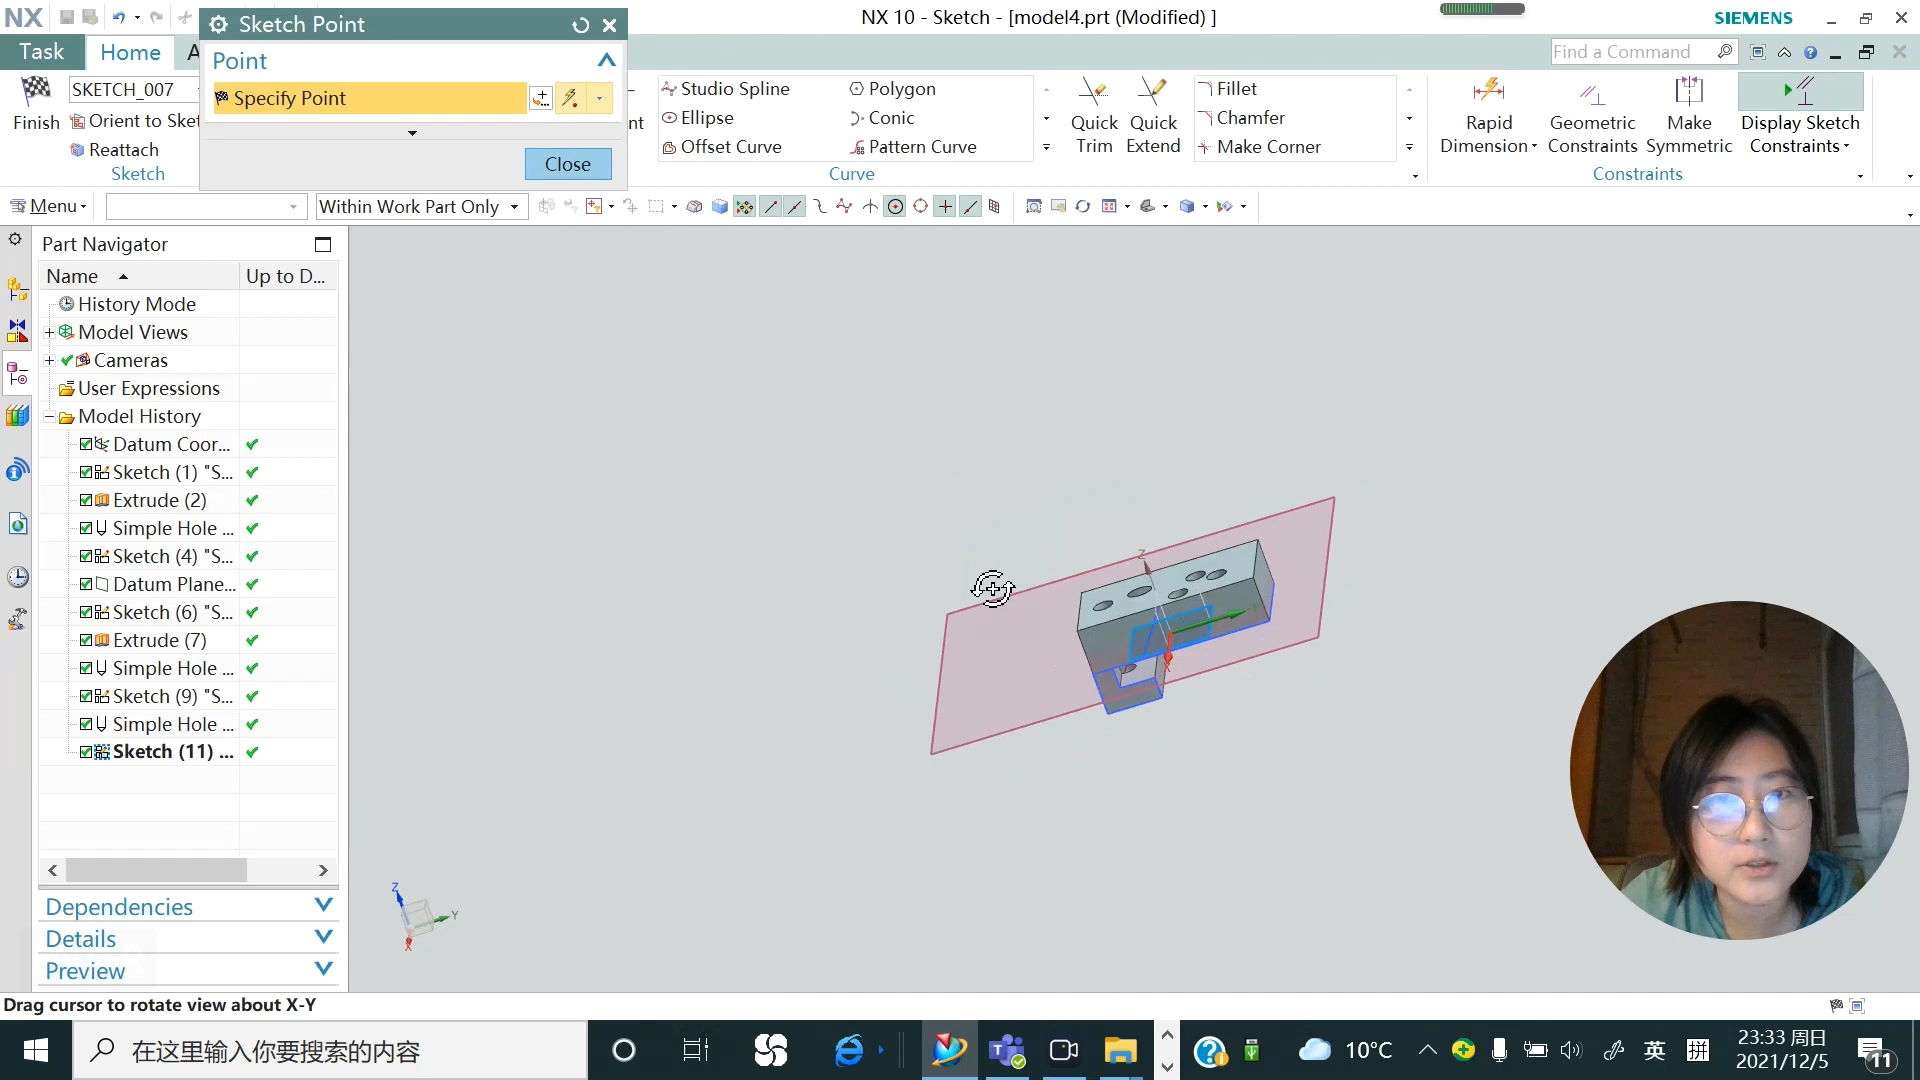 NX
NX 10 - Sketch - [model4.prt (Modified) ]
SIEMENS
Sketch Point
Task
Home
A
Find a Command
Point
Specify Point
Close
SKETCH_007
Finish
Orient to Sket
Reattach
Sketch
nt
Studio Spline
Polygon
Ellipse
Conic
Offset Curve
Pattern Curve
Curve
Quick
Trim
Quick
Extend
Fillet
Chamfer
Make Corner
Rapid
Dimension
Geometric
Constraints
Make
Symmetric
Display Sketch
Constraints
Constraints
Menu
Within Work Part Only
Part Navigator
Name
Up to D...
History Mode
Model Views
Cameras
User Expressions
Model History
Datum Coor...
Sketch (1) "S...
Extrude (2)
Simple Hole ...
Sketch (4) "S...
Datum Plane...
Sketch (6) "S...
Extrude (7)
Simple Hole ...
Sketch (9) "S...
Simple Hole ...
Sketch (11) ...
Dependencies
Details
Preview
Z
Y
X
Z
Y
X
Drag cursor to rotate view about X-Y
在这里输入你要搜索的内容
10°C
英
拼
23:33 周日
2021/12/5
11